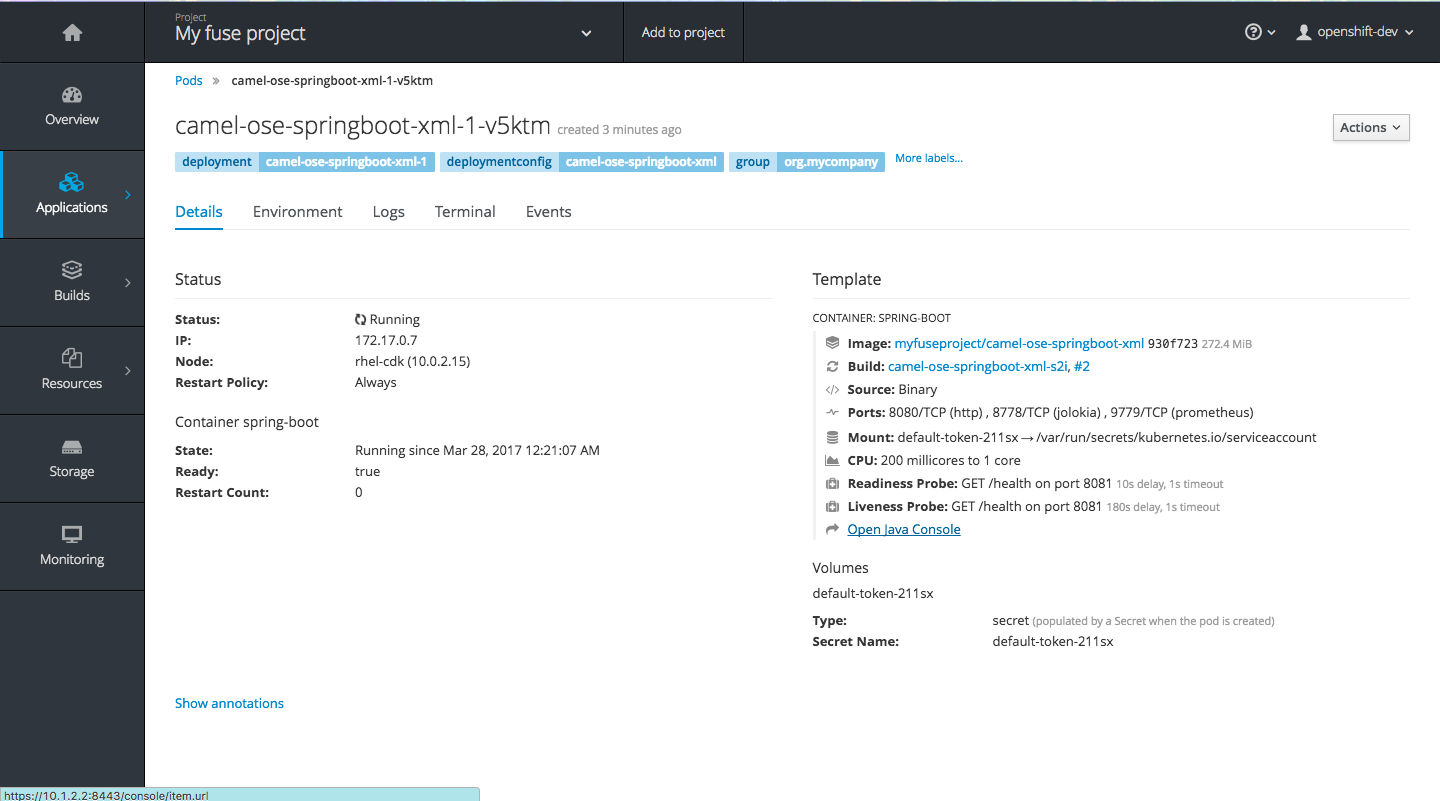 Project
My fuse project
Add to project
openshift-dev
Overview
Applications
Builds
Resources
Storage
Monitoring
Pods » camel-ose-springboot-xml-1-v5ktm
camel-ose-springboot-xml-1-v5ktm created 3 minutes ago
Actions
deployment camel-ose-springboot-xml-1 deploymentconfig camel-ose-springboot-xml group org.mycompany More labels...
Details Environment Logs Terminal Events
Status
Status: Running
IP: 172.17.0.7
Node: rhel-cdk (10.0.2.15)
Restart Policy: Always
Container spring-boot
State: Running since Mar 28, 2017 12:21:07 AM
Ready: true
Restart Count: 0
Template
CONTAINER: SPRING-BOOT
Image: myfuseproject/camel-ose-springboot-xml 930f723 272.4 MiB
Build: camel-ose-springboot-xml-s2i, #2
</> Source: Binary
Ports: 8080/TCP (http) , 8778/TCP (jolokia) , 9779/TCP (prometheus)
Mount: default-token-211sx → /var/run/secrets/kubernetes.io/serviceaccount
CPU: 200 millicores to 1 core
Readiness Probe: GET /health on port 8081 10s delay, 1s timeout
Liveness Probe: GET /health on port 8081 180s delay, 1s timeout
Open Java Console
Volumes
default-token-211sx
Type: secret (populated by a Secret when the pod is created)
Secret Name: default-token-211sx
Show annotations
https://10.1.2.2:8443/console/item.url